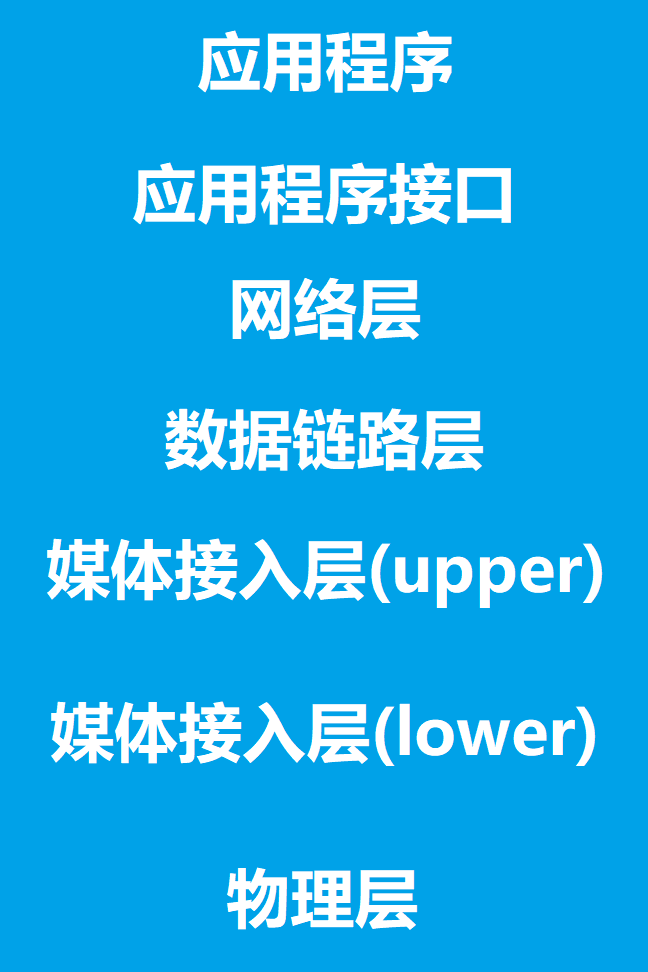 应用程序
应用程序接口
网络层
数据链路层
媒体接入层(upper)
媒体接入层(lower)
物理层